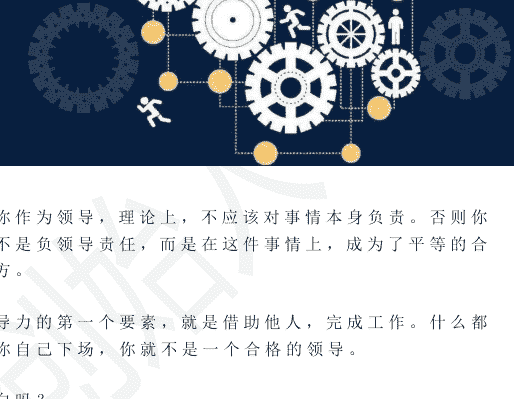 你作为领导，理论上，不应该对事情本身负责。否则你
不是负领导责任，而是在这件事情上，成为了平等的合
方。
导力的第一个要素，就是借助他人，完成工作。什么都
你自己下场，你就不是一个合格的领导。
创始人